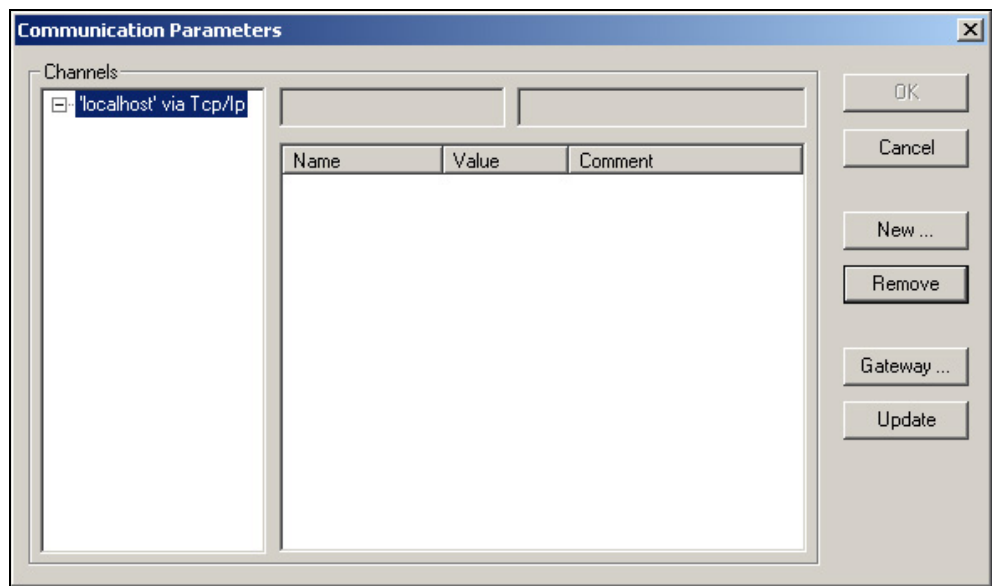 Communication Parameters
Channels
'localhost' via Tcp/Ip
Name Value Comment
OK
Cancel
New ...
Remove
Gateway ...
Update